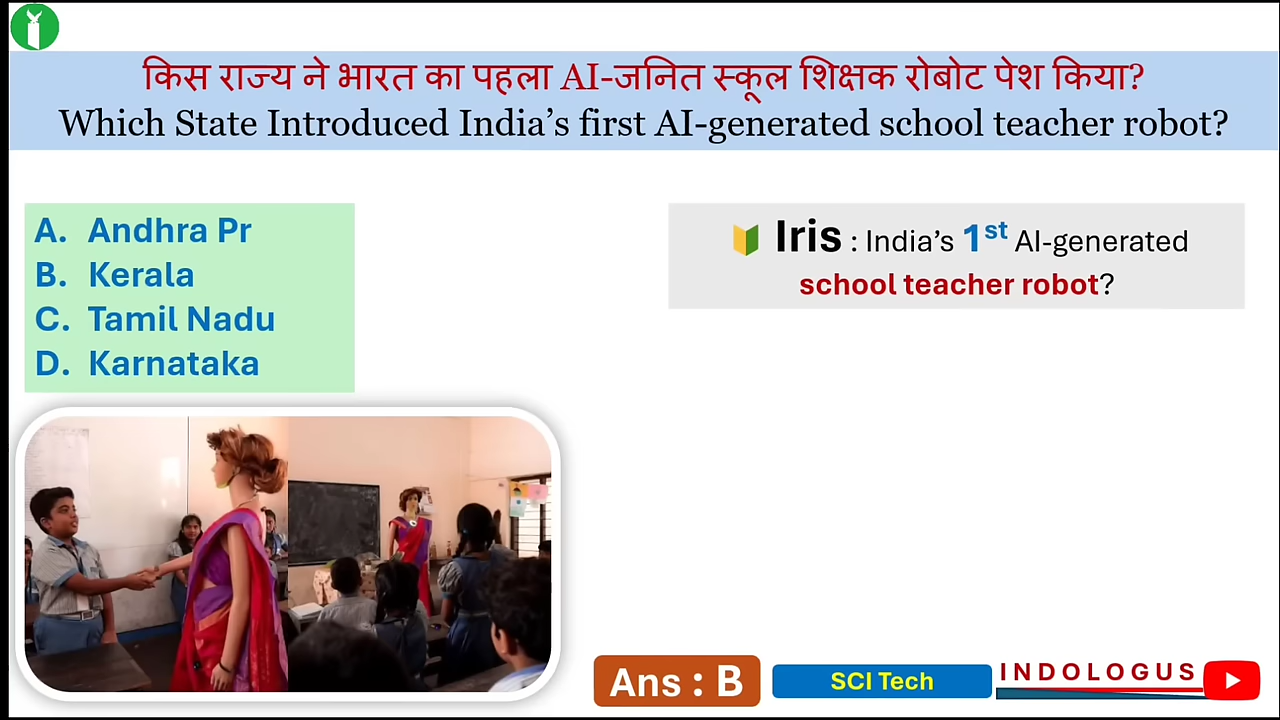 किस राज्य ने भारत का पहला AI-जनित स्कूल शिक्षक रोबोट पेश किया?
Which State Introduced India’s first AI-generated school teacher robot?
A. Andhra Pr
B. Kerala
C. Tamil Nadu
D. Karnataka
Iris : India’s 1st AI-generated
school teacher robot?
Ans : B
SCI Tech
INDOLOGUS